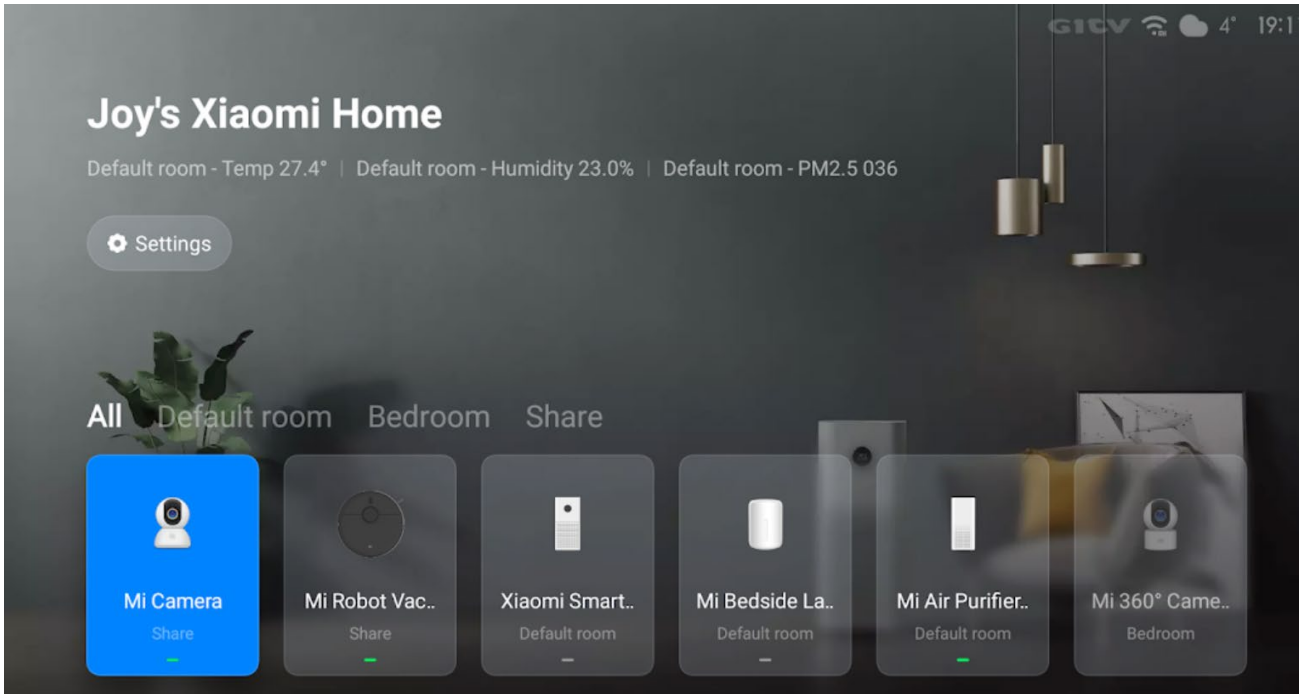 GITV 4° 19:1
Joy's Xiaomi Home
Default room - Temp 27.4° | Default room - Humidity 23.0% | Default room - PM2.5 036
Settings
All Default room Bedroom Share
Mi Camera Mi Robot Vac.. Xiaomi Smart.. Mi Bedside La.. Mi Air Purifier.. Mi 360° Came..
Share Share Default room Default room Default room Bedroom